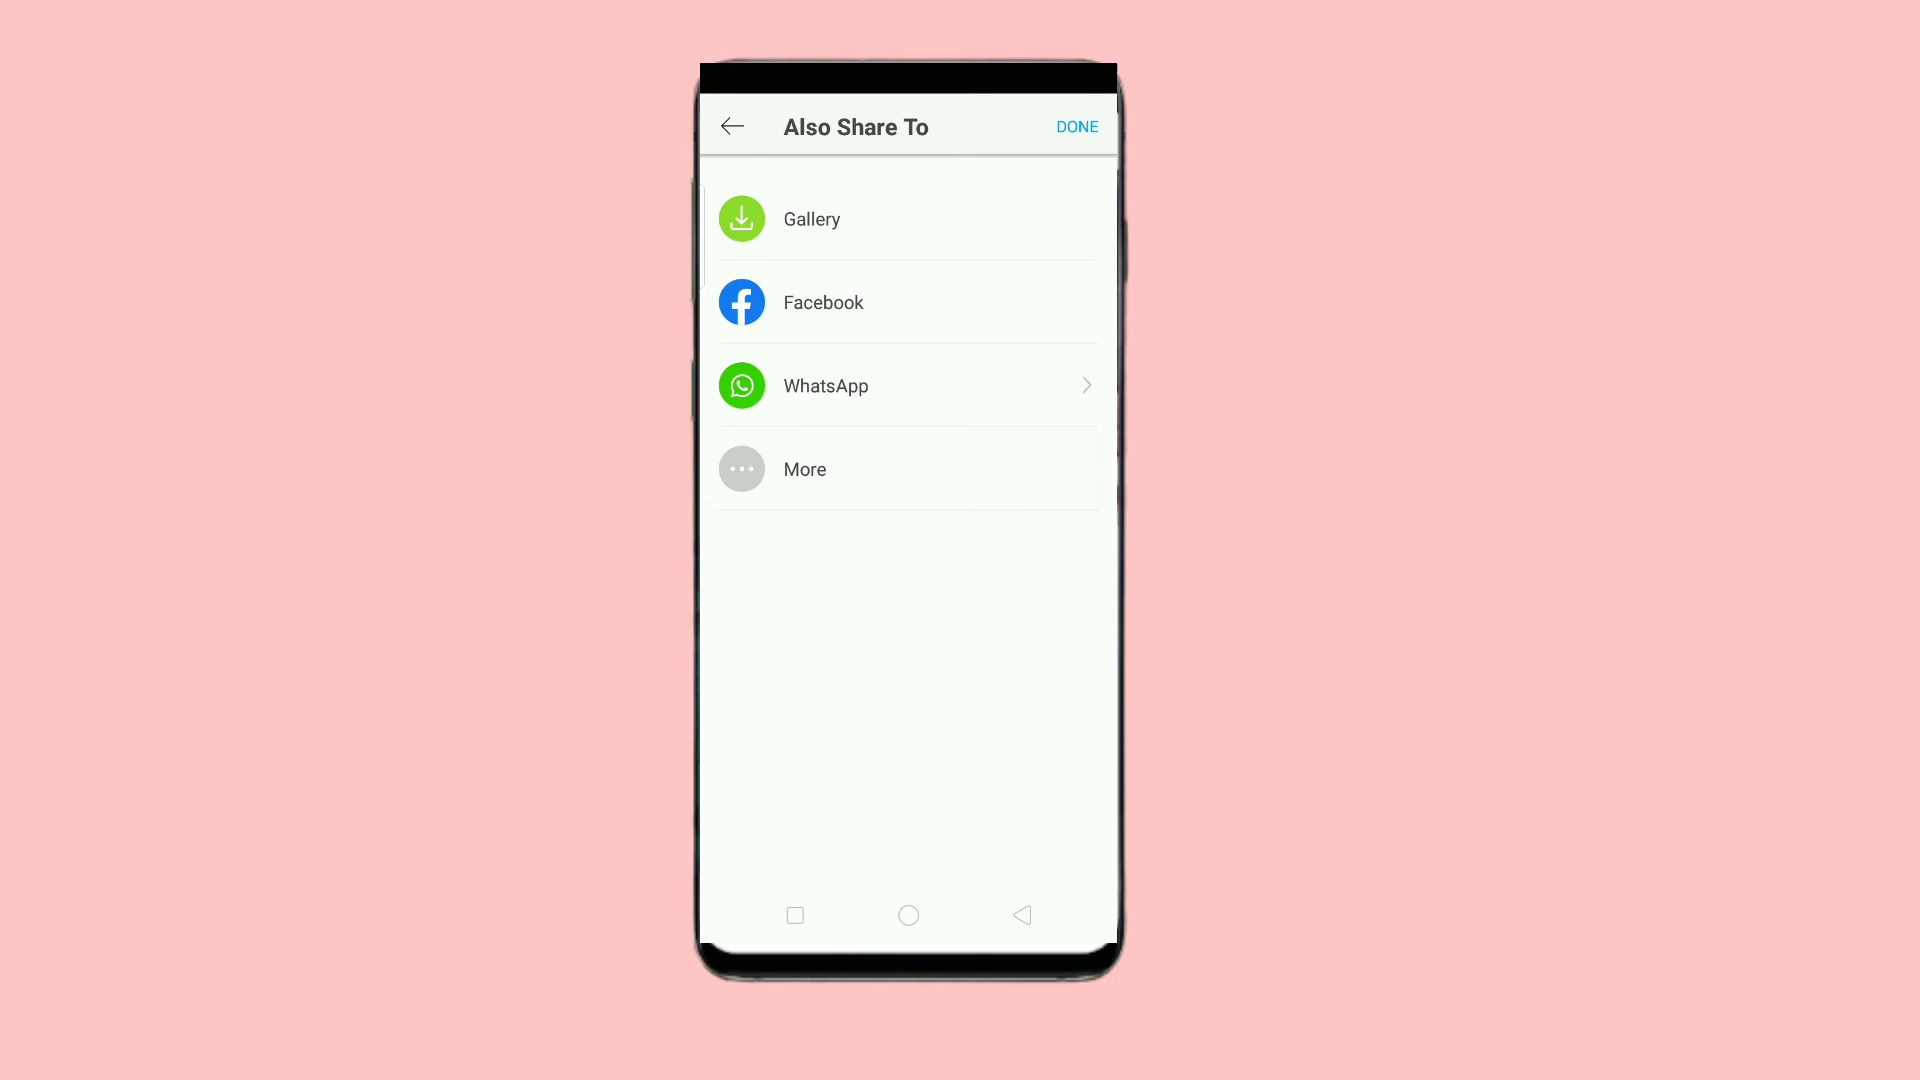 Also Share To
DONE
Gallery
Facebook
WhatsApp
More